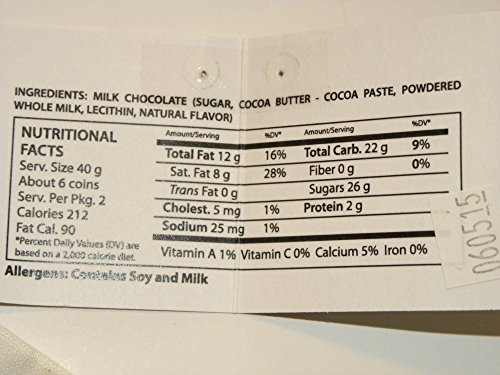 INGREDIENTS: MILK CHOCOLATE (SUGAR, COCOA BUTTER - COCOA PASTE, POWDERED
WHOLE MILK, LECITHIN, NATURAL FLAVOR)
NUTRITIONAL
FACTS
Serv. Size 40 g
About 6 coins
Serv. Per Pkg. 2
Calories 212
Fat Cal. 90
*Percent Daily Values (DV) are
based on a 2,000 calorie diet.
Amount/Serving %DV*
Total Fat 12 g 16%
Sat. Fat 8 g 28%
Trans Fat 0 g
Cholest. 5 mg 1%
Sodium 25 mg 1%
Amount/Serving %DV*
Total Carb. 22 g 9%
Fiber 0 g 0%
Sugars 26 g
Protein 2 g
Vitamin A 1% Vitamin C 0% Calcium 5% Iron 0%
Allergens: Contains Soy and Milk
060515